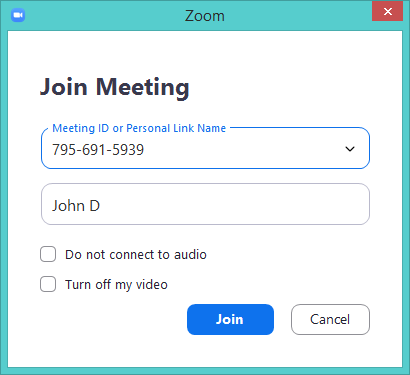 Zoom
Join Meeting
Meeting ID or Personal Link Name
795-691-5939
John D
Do not connect to audio
Turn off my video
Join Cancel